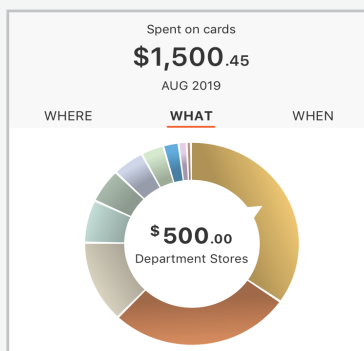 Spent on cards
$1,500.45
AUG 2019
WHERE WHAT WHEN
$500.00
Department Stores